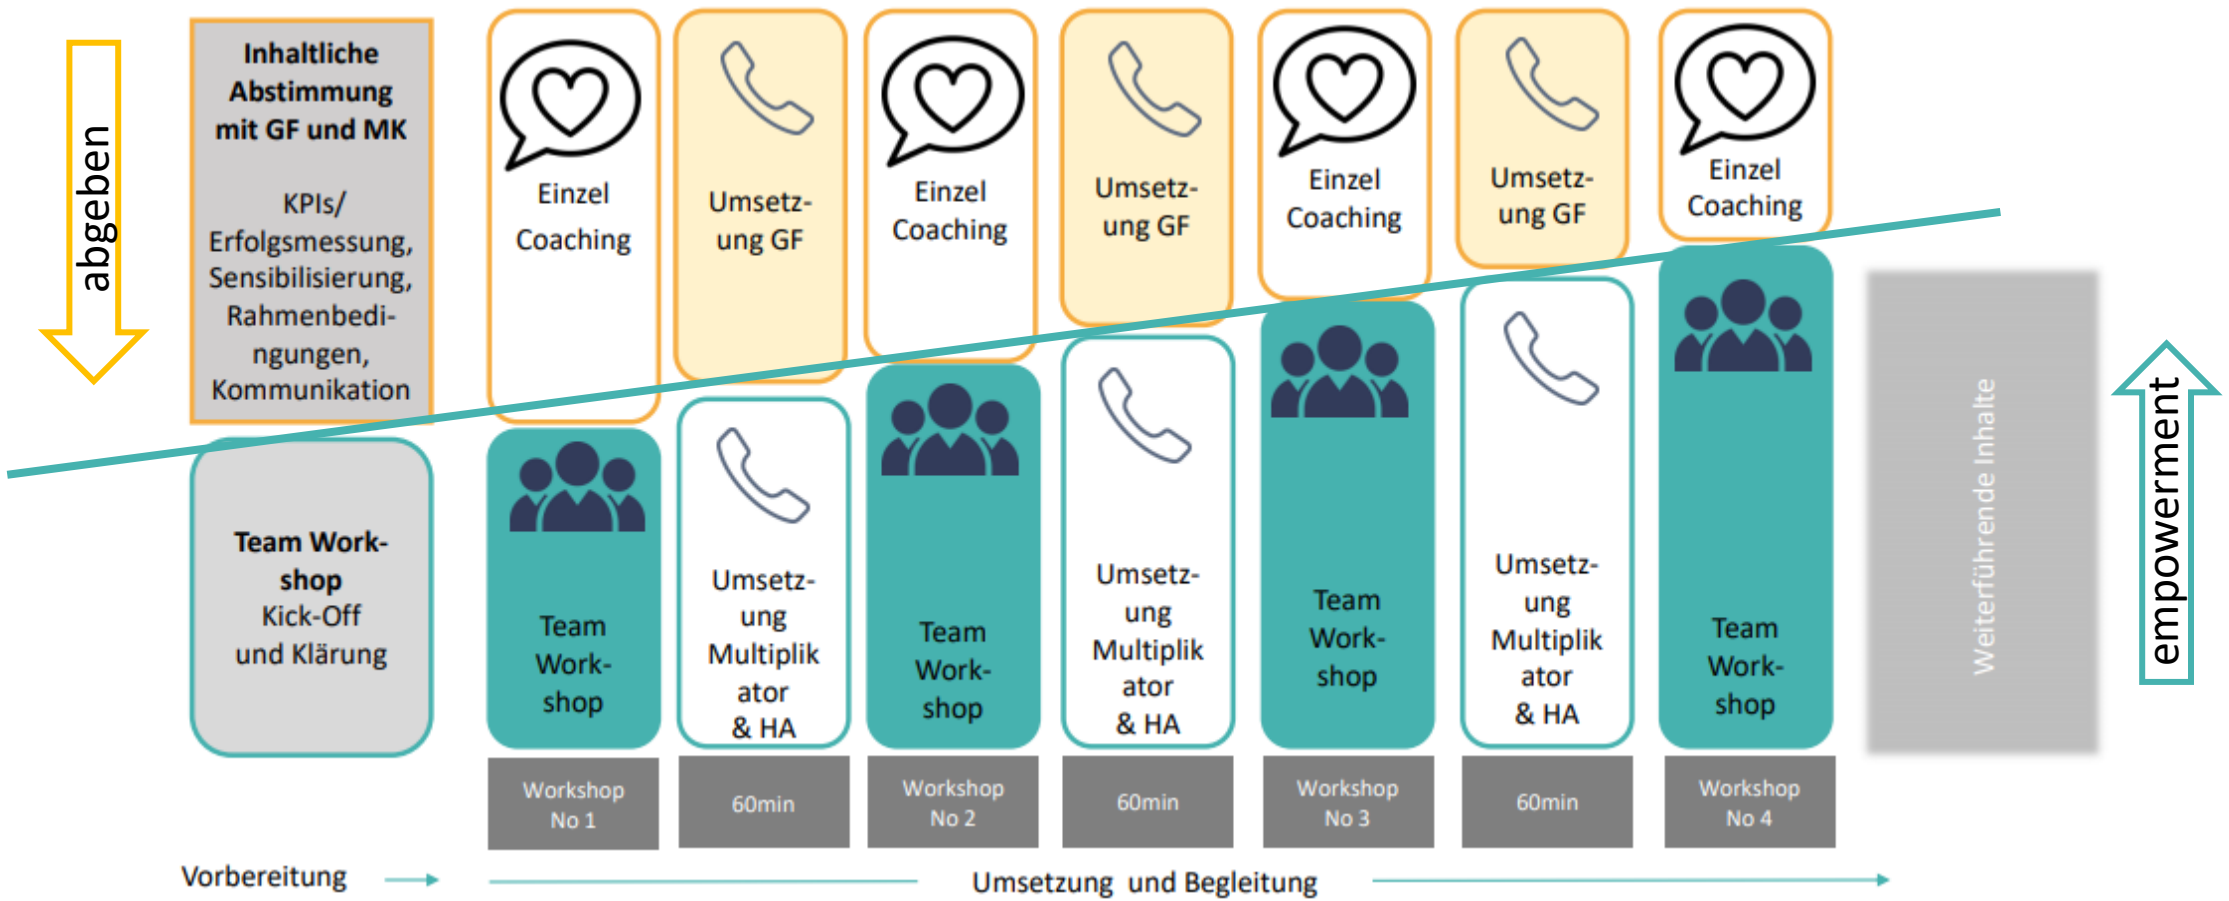 abgeben
Inhaltliche
Abstimmung
mit GF und MK
KPIs/
Erfolgsmessung,
Sensibilisierung,
Rahmenbedi-
ngungen,
Kommunikation
Team Work-
shop
Kick-Off
und Klärung
Einzel
Coaching
Team
Work-
shop
Workshop
No 1
Umsetz-
ung GF
Umsetz-
ung
Multiplik
ator
& HA
60min
Einzel
Coaching
Team
Work-
shop
Workshop
No 2
Umsetz-
ung GF
Umsetz-
ung
Multiplik
ator
& HA
60min
Einzel
Coaching
Team
Work-
shop
Workshop
No 3
Umsetz-
ung GF
Umsetz-
ung
Multiplik
ator
& HA
60min
Einzel
Coaching
Team
Work-
shop
Workshop
No 4
Weiterführende Inhalte
empowerment
Vorbereitung
Umsetzung und Begleitung